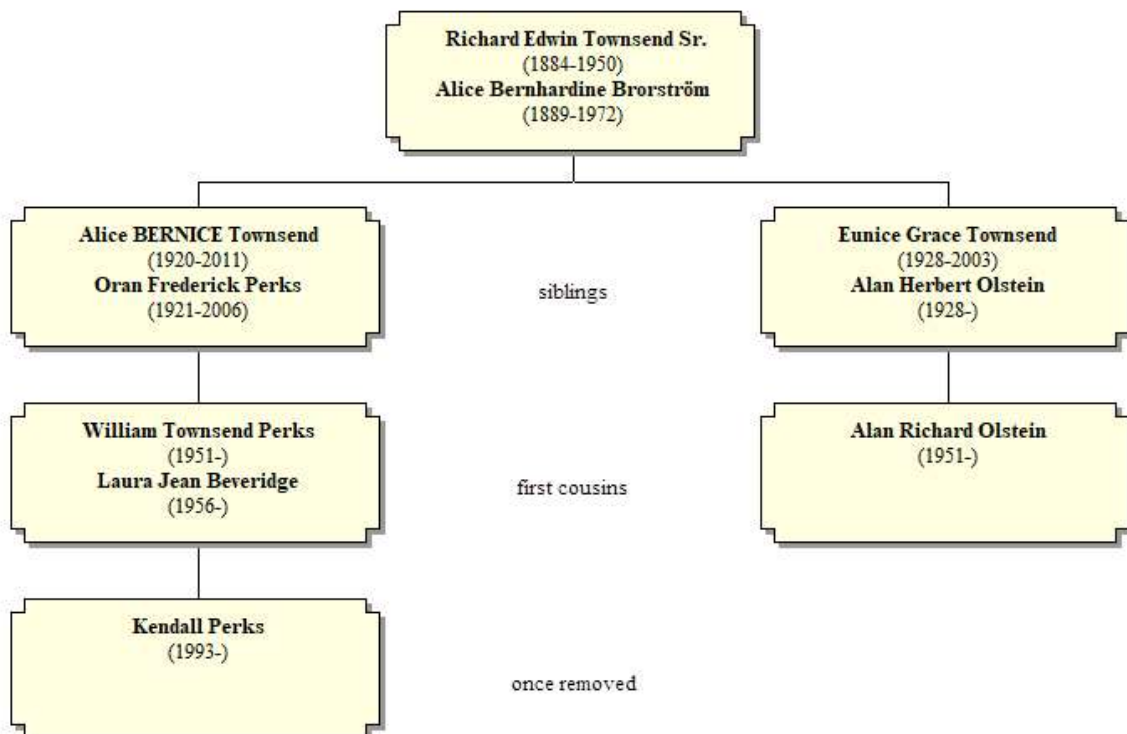 Richard Edwin Townsend Sr.
(1884-1950)
Alice Bernhardine Brorström
(1889-1972)
Alice BERNICE Townsend
(1920-2011)
Oran Frederick Perks
(1921-2006)
siblings
Eunice Grace Townsend
(1928-2003)
Alan Herbert Olstein
(1928-)
William Townsend Perks
(1951-)
Laura Jean Beveridge
(1956-)
first cousins
Alan Richard Olstein
(1951-)
Kendall Perks
(1993-)
once removed